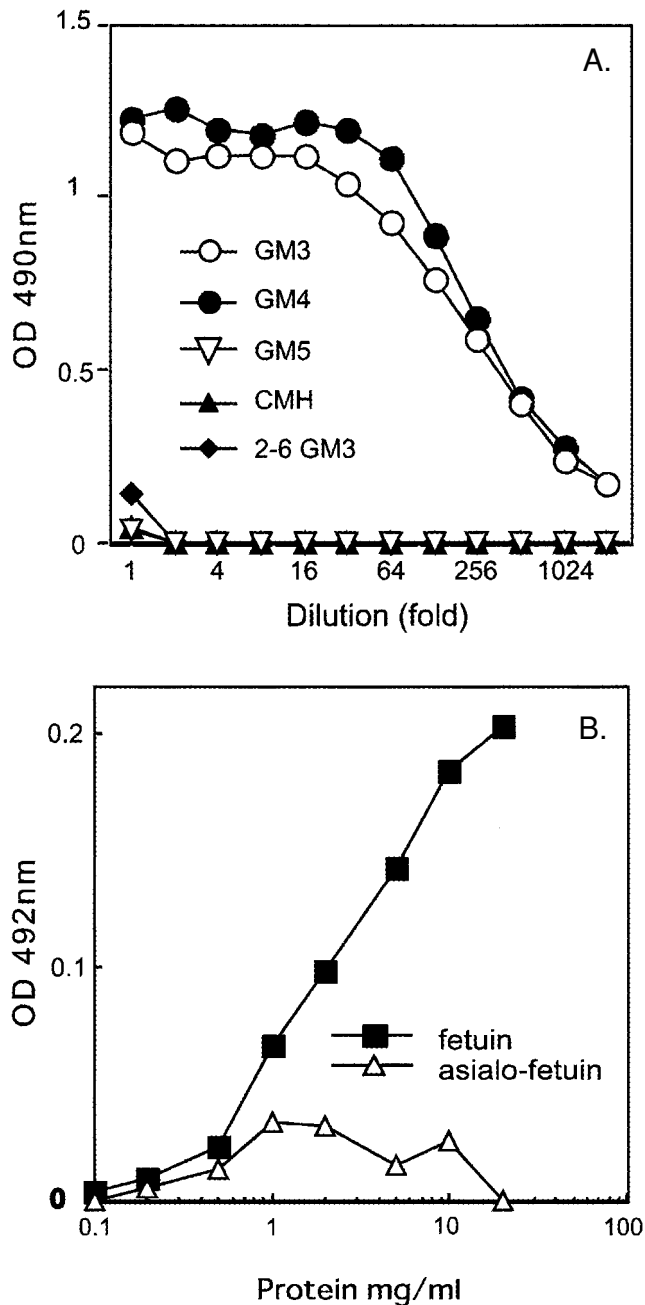 1.5
A.
1
OD 490nm
GM3
GM4
GM5
CMH
2-6 GM3
0.5
0
1 4 16 64 256 1024
Dilution (fold)
0.2
B.
OD 492nm
0.1
fetuin
asialo-fetuin
0
0.1 1 10 100
Protein mg/ml